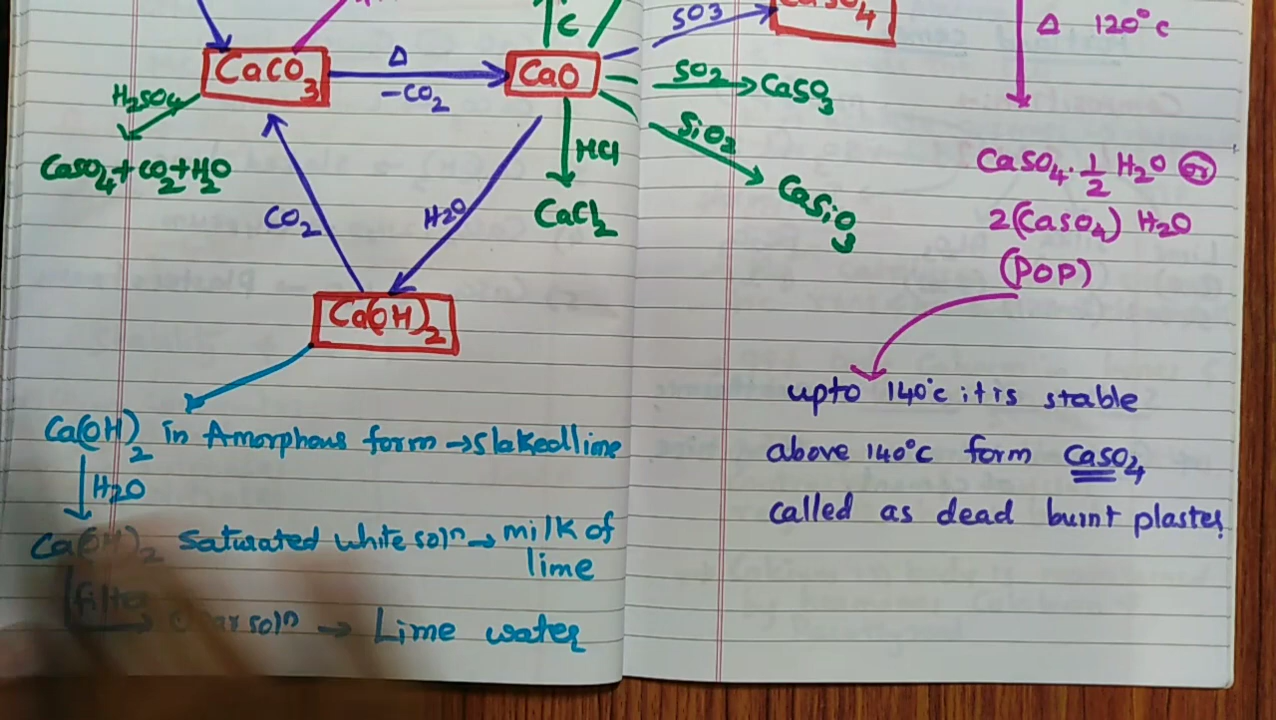 C
SO3
CaSO4
Δ 120°C
CaCO3
Δ
-CO2
CaO
SO2
CaSO3
H2SO4
CaSO4+CO2+H2O
HCl
CaCl2
SiO2
CaSiO3
CaSO4·1/2 H2O or
2(CaSO4) H2O
(POP)
CO2
H2O
Ca(OH)2
upto 140°C it is stable
above 140°C form CaSO4
called as dead burnt plaster
Ca(OH)2 in Amorphous form → slaked lime
H2O
Ca(OH)2 saturated white soln → milk of
lime
soln → Lime water